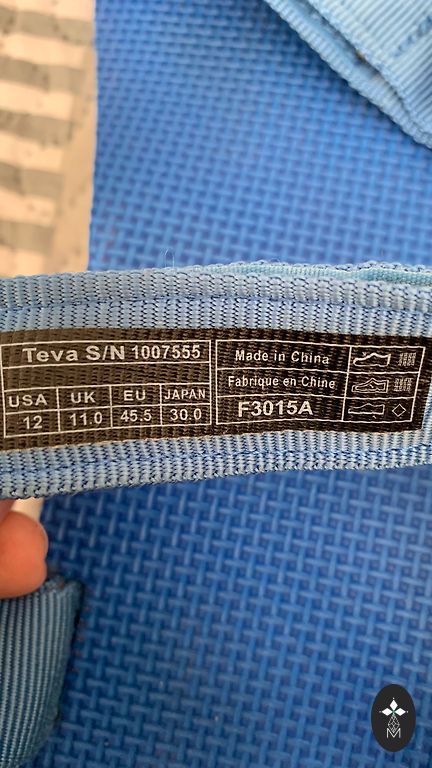 Teva S/N 1007555
USA UK EU JAPAN
12 11.0 45.5 30.0
Made in China
Fabrique en Chine
F3015A
M